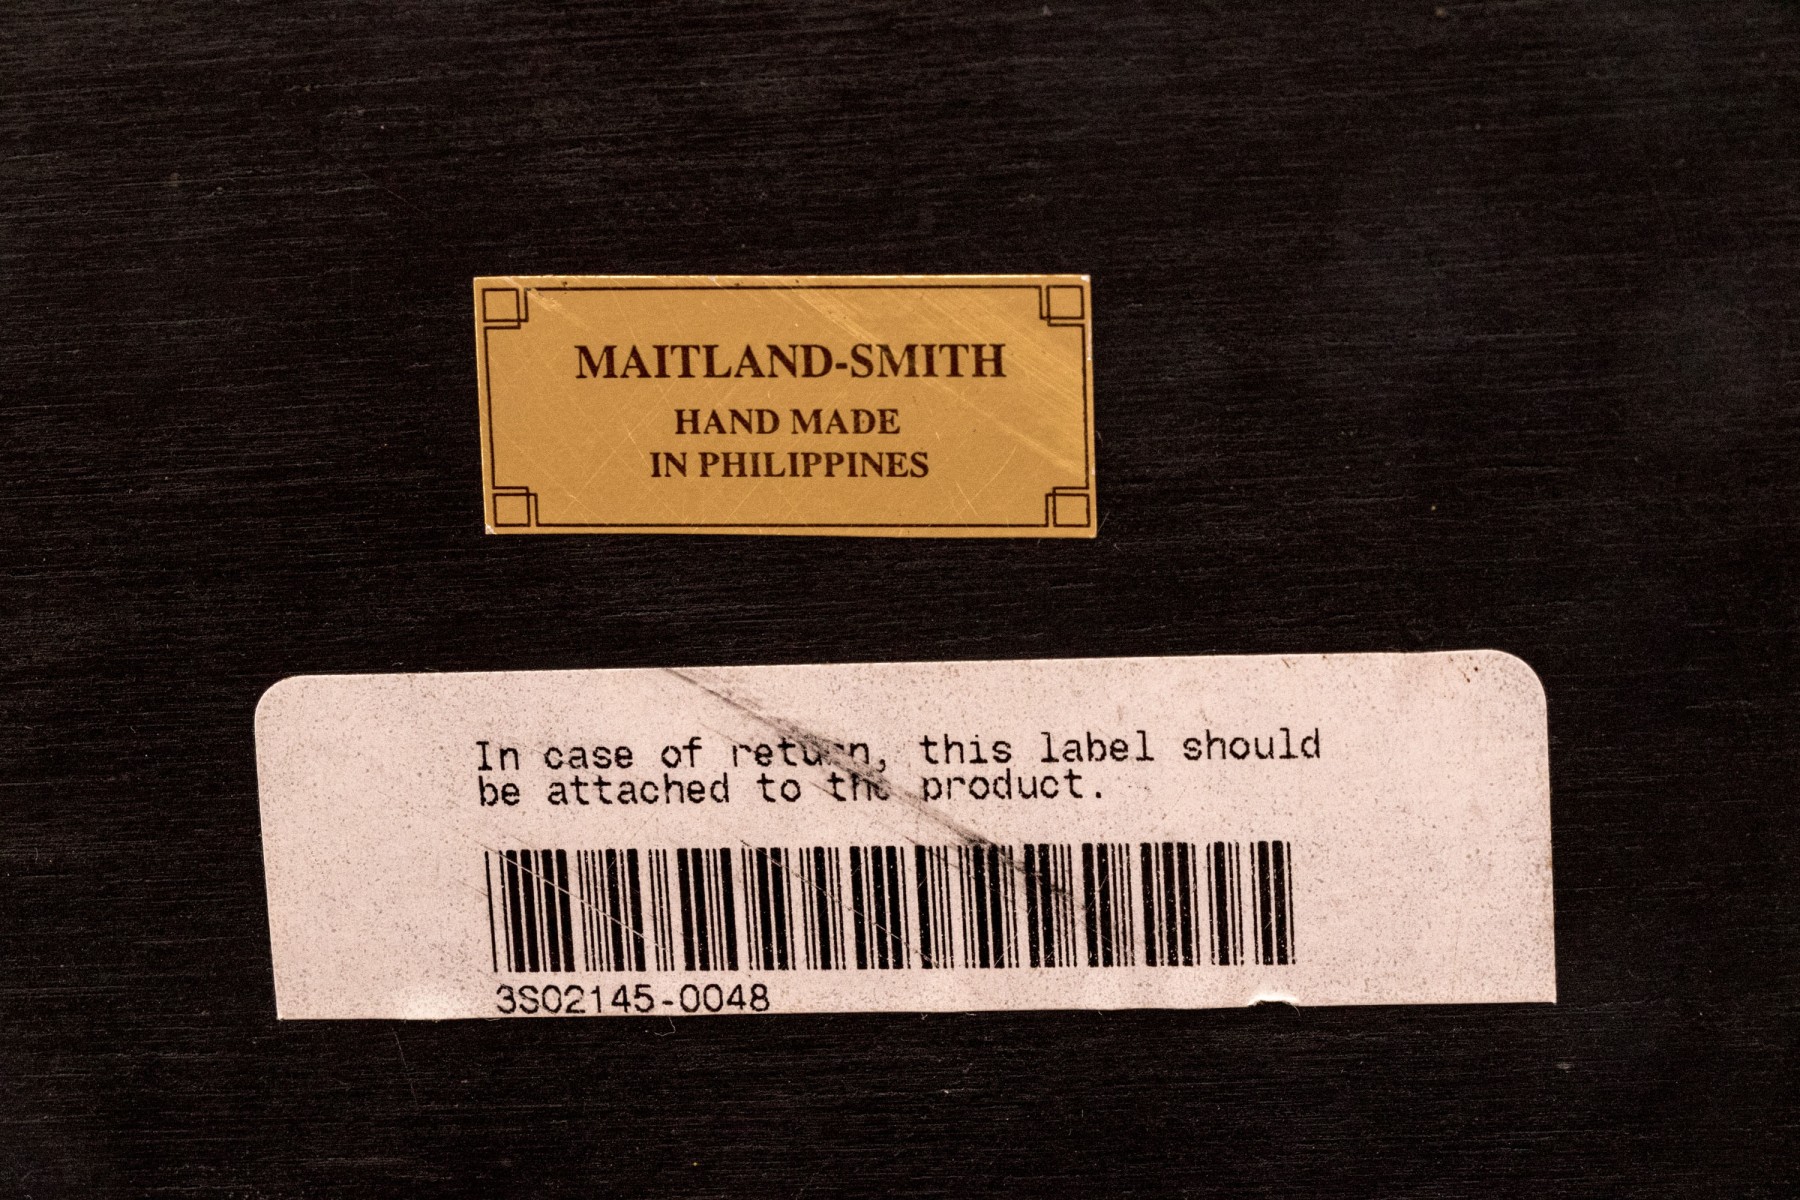 MAITLAND-SMITH
HAND MADE
IN PHILIPPINES
In case of return, this label should
be attached to the product.
3S02145-0048